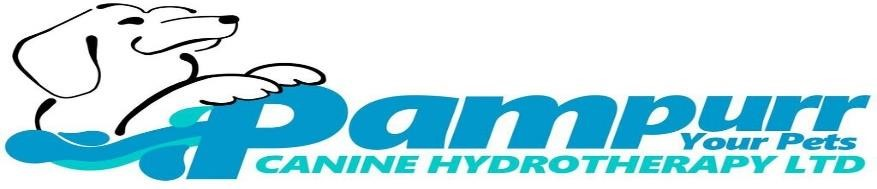 Pampurr
Your Pets
CANINE HYDROTHERAPY LTD